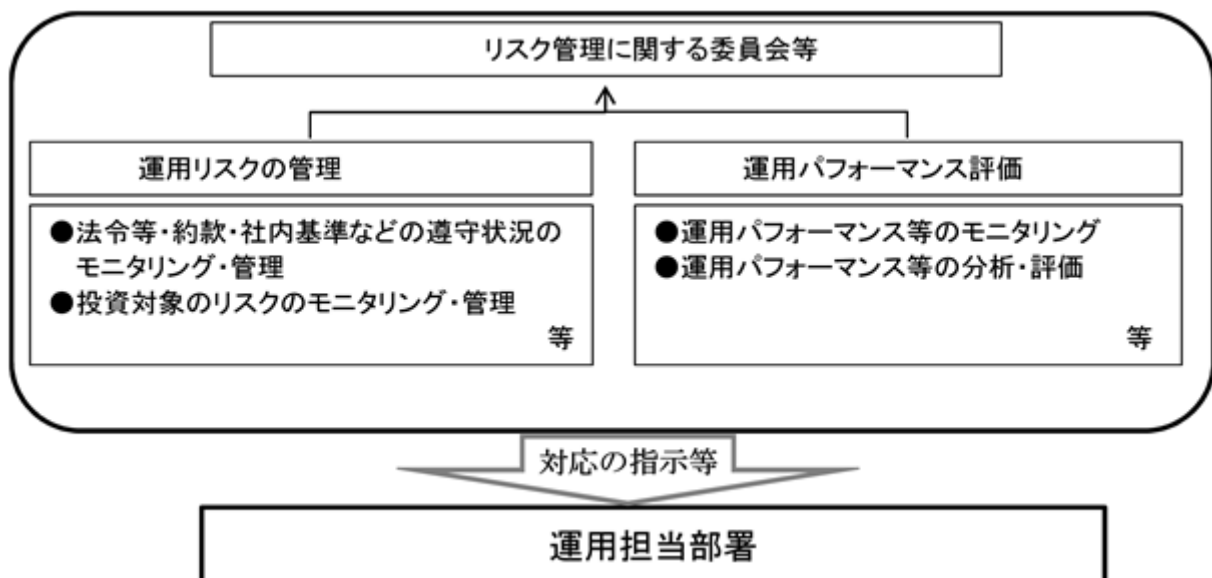 リスク管理に関する委員会等
運用リスクの管理
●法令等・約款・社内基準などの遵守状況の
モニタリング・管理
●投資対象のリスクのモニタリング・管理
等
運用パフォーマンス評価
●運用パフォーマンス等のモニタリング
●運用パフォーマンス等の分析・評価
等
対応の指示等
運用担当部署